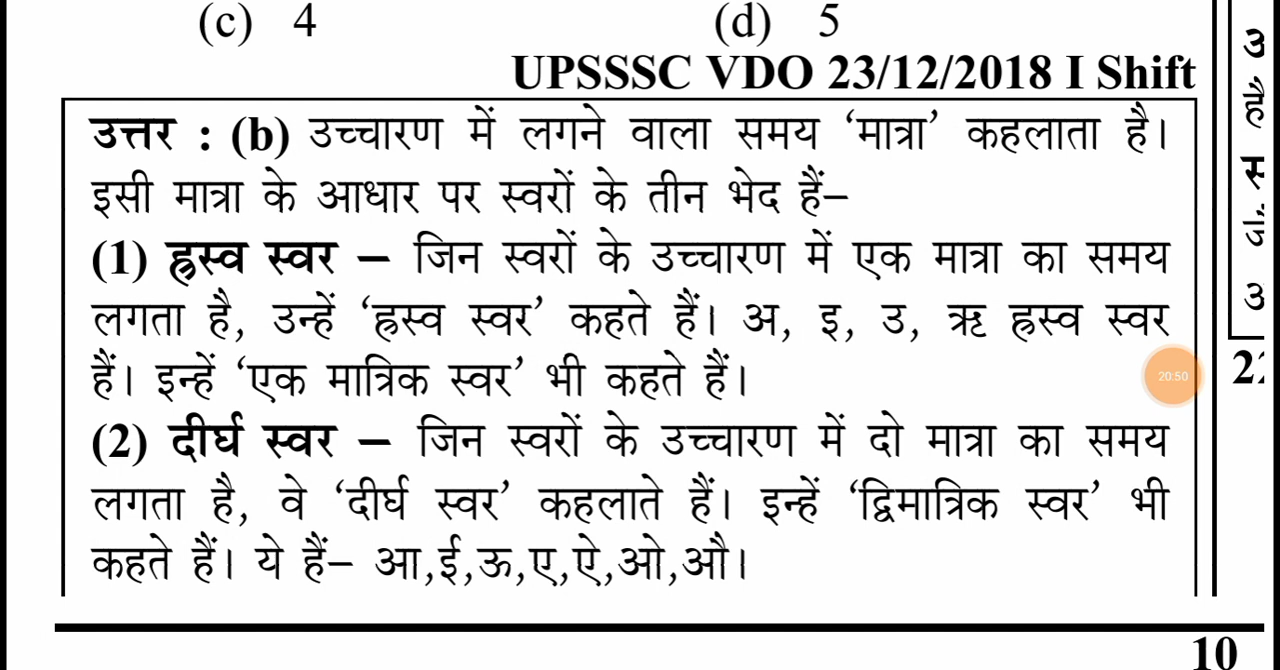 (c) 4 (d) 5
UPSSSC VDO 23/12/2018 I Shift
उत्तर : (b) उच्चारण में लगने वाला समय ‘मात्रा’ कहलाता है।
इसी मात्रा के आधार पर स्वरों के तीन भेद हैं–
(1) ह्रस्व स्वर – जिन स्वरों के उच्चारण में एक मात्रा का समय
लगता है, उन्हें ‘ह्रस्व स्वर’ कहते हैं। अ, इ, उ, ऋ ह्रस्व स्वर
हैं। इन्हें ‘एक मात्रिक स्वर’ भी कहते हैं।
20:50
(2) दीर्घ स्वर – जिन स्वरों के उच्चारण में दो मात्रा का समय
लगता है, वे ‘दीर्घ स्वर’ कहलाते हैं। इन्हें ‘द्विमात्रिक स्वर’ भी
कहते हैं। ये हैं– आ,ई,ऊ,ए,ऐ,ओ,औ।
10